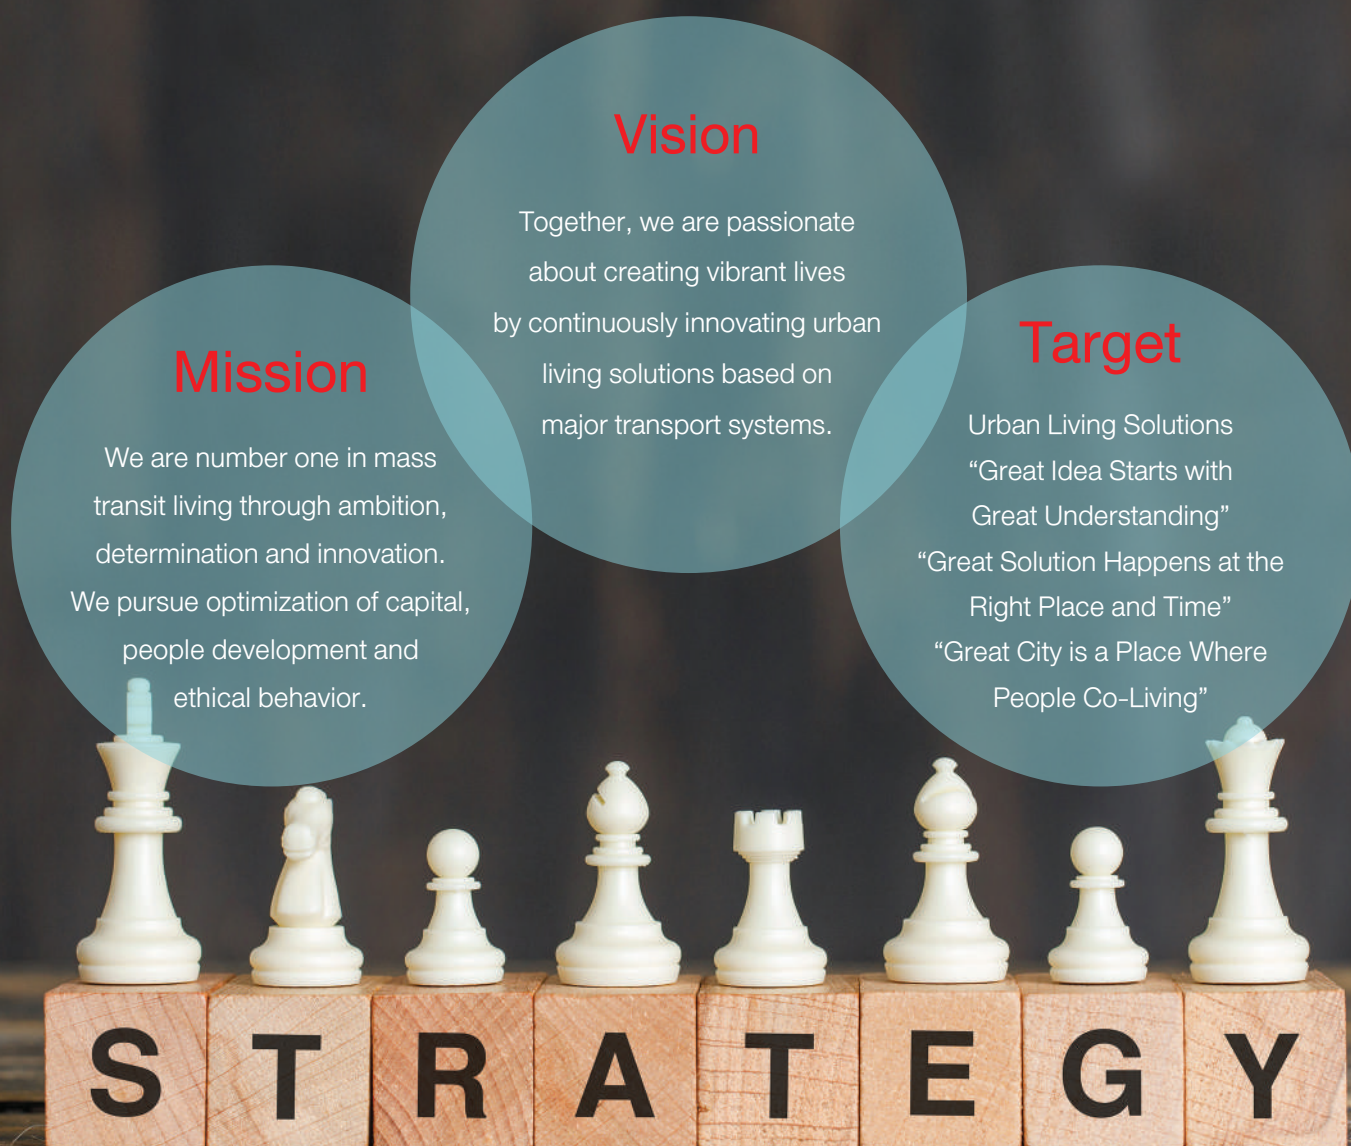 Vision
Together, we are passionate
about creating vibrant lives
by continuously innovating urban
living solutions based on
major transport systems.
Mission
We are number one in mass
transit living through ambition,
determination and innovation.
We pursue optimization of capital,
people development and
ethical behavior.
Target
Urban Living Solutions
“Great Idea Starts with
Great Understanding”
“Great Solution Happens at the
Right Place and Time”
“Great City is a Place Where
People Co-Living”
STRATEGY